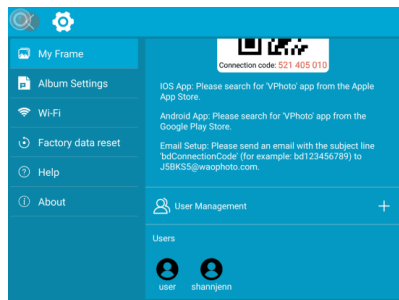 My Frame
Album Settings
Wi-Fi
Factory data reset
Help
About
Connection code: 521 405 010
IOS App: Please search for 'VPhoto' app from the Apple
App Store.
Android App: Please search for 'VPhoto' app from the
Google Play Store.
Email Setup: Please send an email with the subject line
'bdConnectionCode' (for example: bd123456789) to
J5BKS5@waophoto.com.
User Management
Users
user
shannjenn